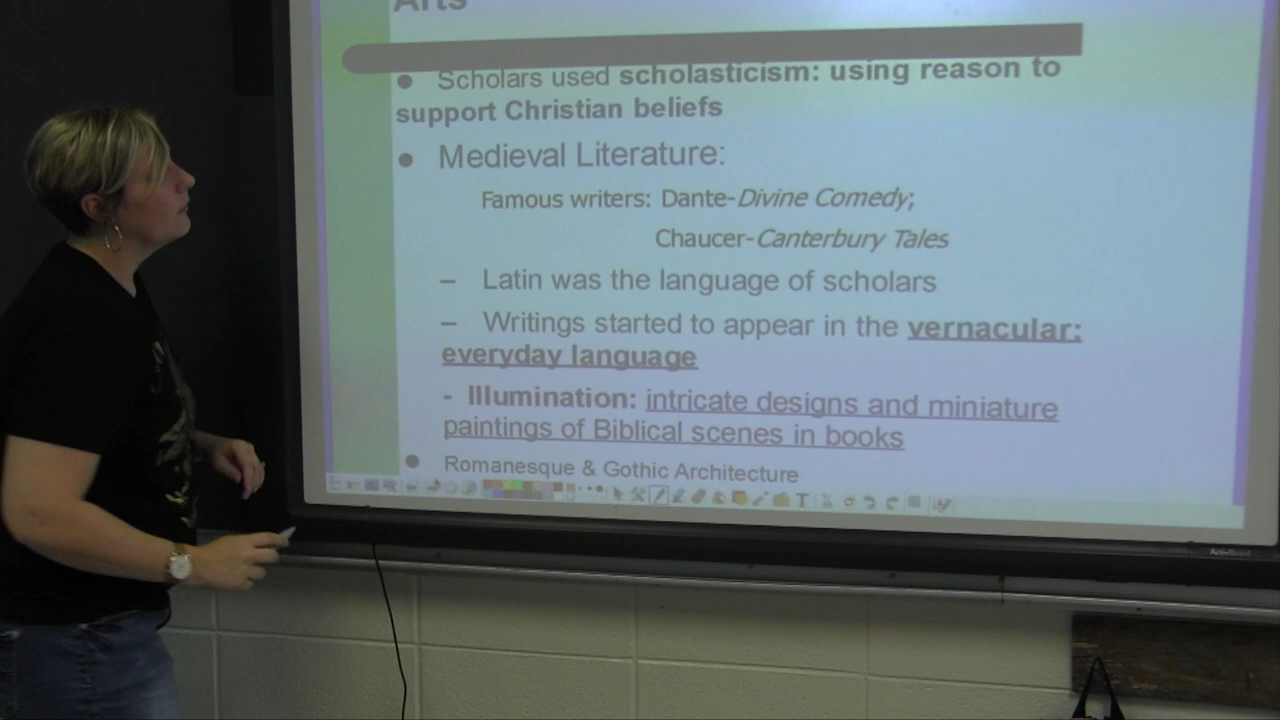 Arts
● Scholars used scholasticism: using reason to
support Christian beliefs
● Medieval Literature:
Famous writers: Dante-Divine Comedy;
Chaucer-Canterbury Tales
– Latin was the language of scholars
– Writings started to appear in the vernacular:
everyday language
- Illumination: intricate designs and miniature
paintings of Biblical scenes in books
● Romanesque & Gothic Architecture
T
ActivBoard